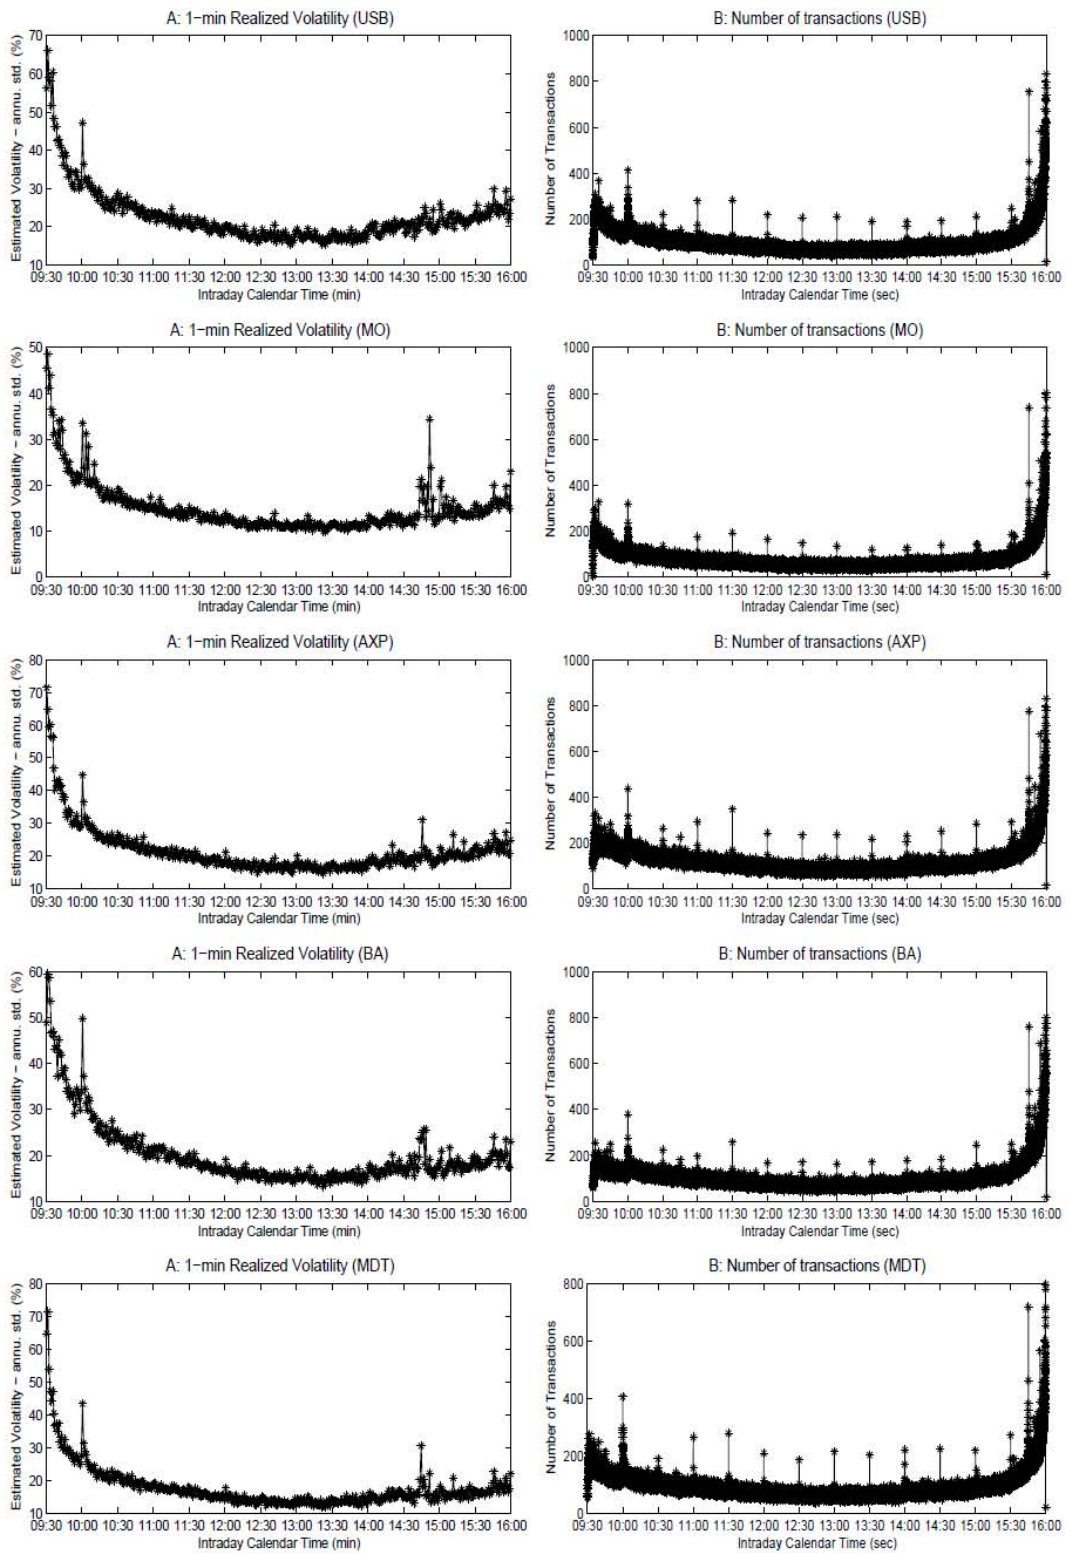 A: 1−min Realized Volatility (USB)
B: Number of transactions (USB)
Estimated Volatility − annu. std. (%)
70
60
50
40
30
20
10
09:30 10:00 10:30 11:00 11:30 12:00 12:30 13:00 13:30 14:00 14:30 15:00 15:30 16:00
Intraday Calendar Time (min)
Number of Transactions
1000
800
600
400
200
0
09:30 10:00 10:30 11:00 11:30 12:00 12:30 13:00 13:30 14:00 14:30 15:00 15:30 16:00
Intraday Calendar Time (sec)
A: 1−min Realized Volatility (MO)
B: Number of transactions (MO)
Estimated Volatility − annu. std. (%)
50
40
30
20
10
0
09:30 10:00 10:30 11:00 11:30 12:00 12:30 13:00 13:30 14:00 14:30 15:00 15:30 16:00
Intraday Calendar Time (min)
Number of Transactions
1000
800
600
400
200
0
09:30 10:00 10:30 11:00 11:30 12:00 12:30 13:00 13:30 14:00 14:30 15:00 15:30 16:00
Intraday Calendar Time (sec)
A: 1−min Realized Volatility (AXP)
B: Number of transactions (AXP)
Estimated Volatility − annu. std. (%)
80
70
60
50
40
30
20
10
09:30 10:00 10:30 11:00 11:30 12:00 12:30 13:00 13:30 14:00 14:30 15:00 15:30 16:00
Intraday Calendar Time (min)
Number of Transactions
1000
800
600
400
200
0
09:30 10:00 10:30 11:00 11:30 12:00 12:30 13:00 13:30 14:00 14:30 15:00 15:30 16:00
Intraday Calendar Time (sec)
A: 1−min Realized Volatility (BA)
B: Number of transactions (BA)
Estimated Volatility − annu. std. (%)
60
50
40
30
20
10
09:30 10:00 10:30 11:00 11:30 12:00 12:30 13:00 13:30 14:00 14:30 15:00 15:30 16:00
Intraday Calendar Time (min)
Number of Transactions
1000
800
600
400
200
0
09:30 10:00 10:30 11:00 11:30 12:00 12:30 13:00 13:30 14:00 14:30 15:00 15:30 16:00
Intraday Calendar Time (sec)
A: 1−min Realized Volatility (MDT)
B: Number of transactions (MDT)
Estimated Volatility − annu. std. (%)
80
70
60
50
40
30
20
10
09:30 10:00 10:30 11:00 11:30 12:00 12:30 13:00 13:30 14:00 14:30 15:00 15:30 16:00
Intraday Calendar Time (min)
Number of Transactions
800
600
400
200
0
09:30 10:00 10:30 11:00 11:30 12:00 12:30 13:00 13:30 14:00 14:30 15:00 15:30 16:00
Intraday Calendar Time (sec)